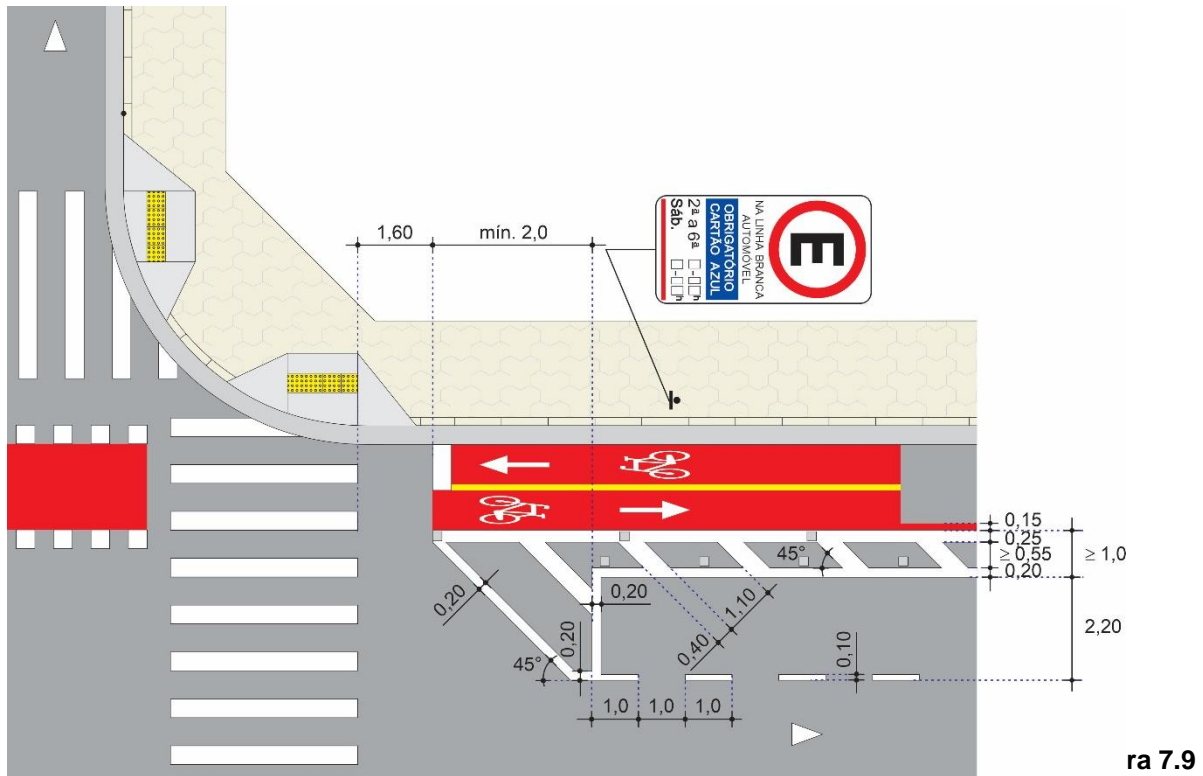 1,60
mín. 2,0
E
NA LINHA BRANCA
AUTOMÓVEL
OBRIGATÓRIO
CARTÃO AZUL
2ª a 6ª □-□□h
Sáb. □-□□h
0,15
0,25
≥ 0,55
0,20
≥ 1,0
2,20
45°
0,20
0,20
0,20
1,10
0,40
45°
0,10
1,0
1,0
1,0
ra 7.9